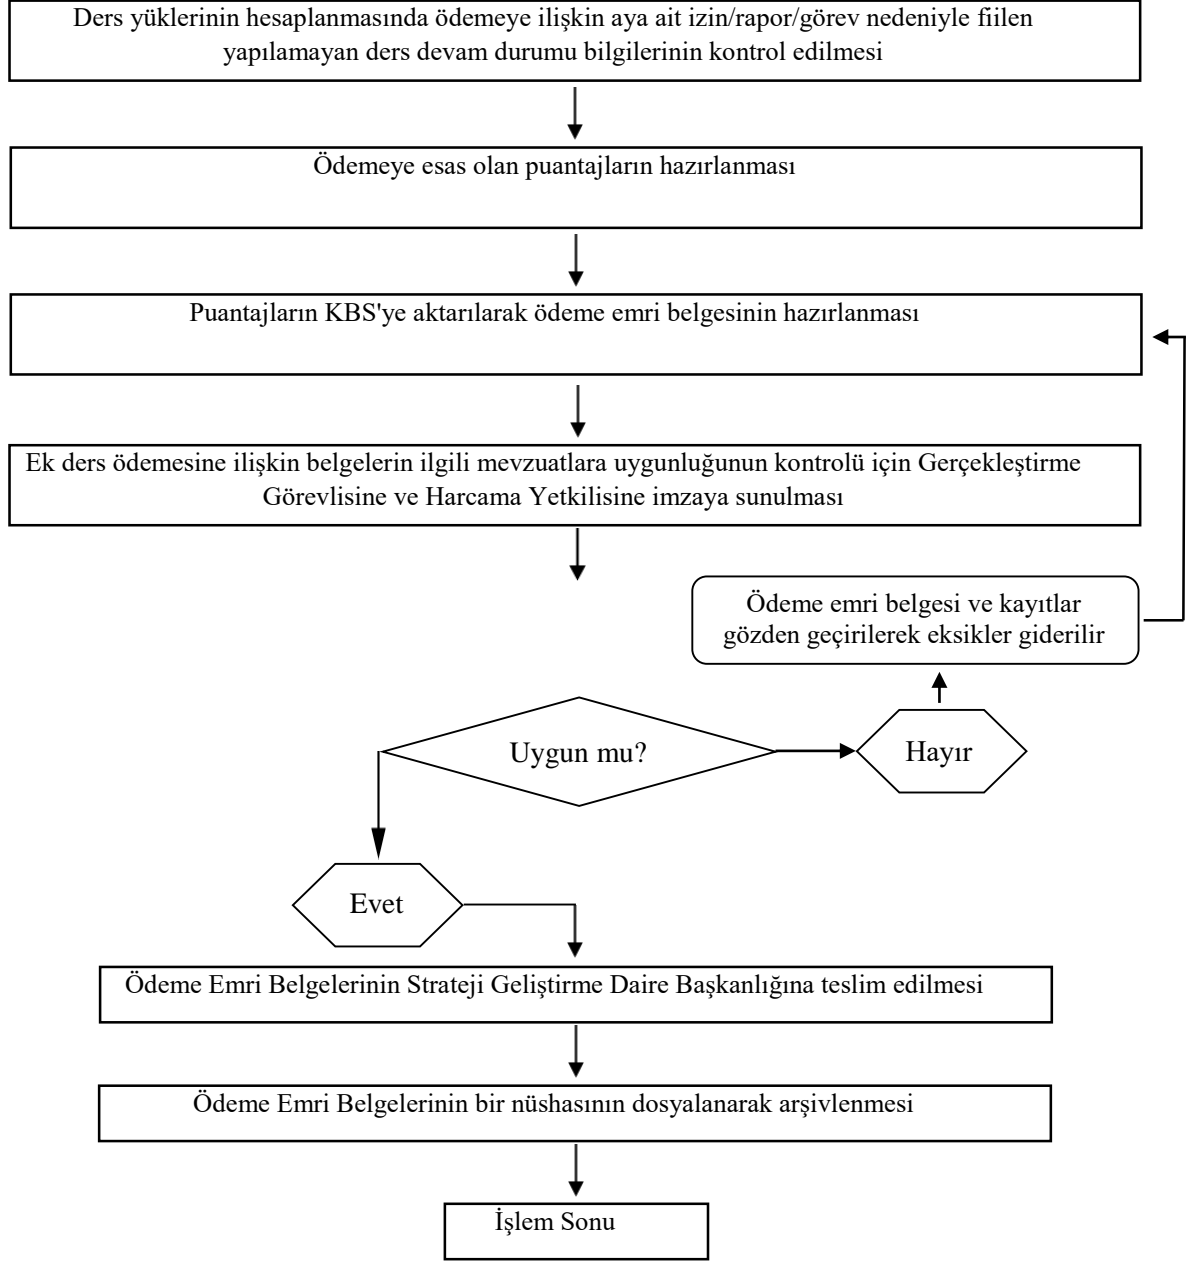 Ders yüklerinin hesaplanmasında ödemeye ilişkin aya ait izin/rapor/görev nedeniyle fiilen
yapılamayan ders devam durumu bilgilerinin kontrol edilmesi
Ödemeye esas olan puantajların hazırlanması
Puantajların KBS'ye aktarılarak ödeme emri belgesinin hazırlanması
Ek ders ödemesine ilişkin belgelerin ilgili mevzuatlara uygunluğunun kontrolü için Gerçekleştirme
Görevlisine ve Harcama Yetkilisine imzaya sunulması
Ödeme emri belgesi ve kayıtlar
gözden geçirilerek eksikler giderilir
Uygun mu?
Hayır
Evet
Ödeme Emri Belgelerinin Strateji Geliştirme Daire Başkanlığına teslim edilmesi
Ödeme Emri Belgelerinin bir nüshasının dosyalanarak arşivlenmesi
İşlem Sonu